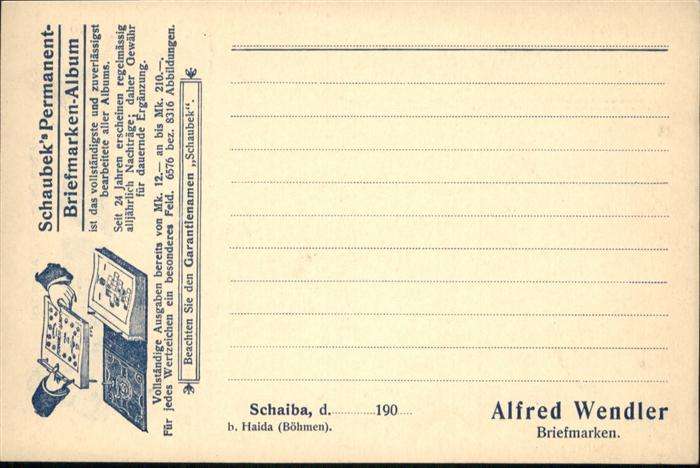 Schaubek's Permanent-
Briefmarken-Album
ist das vollständigste und zuverlässigst
bearbeitete aller Albums.
Seit 24 Jahren erscheinen regelmässig
alljährlich Nachträge; daher Gewähr
für dauernde Ergänzung.
Vollständige Ausgaben bereits von Mk. 12.— an bis Mk. 210.—.
Für jedes Wertzeichen ein besonderes Feld. 6576 bez. 8316 Abbildungen.
Beachten Sie den Garantienamen „Schaubek“.
Schaiba, d. 190
b. Haida (Böhmen).
Alfred Wendler
Briefmarken.